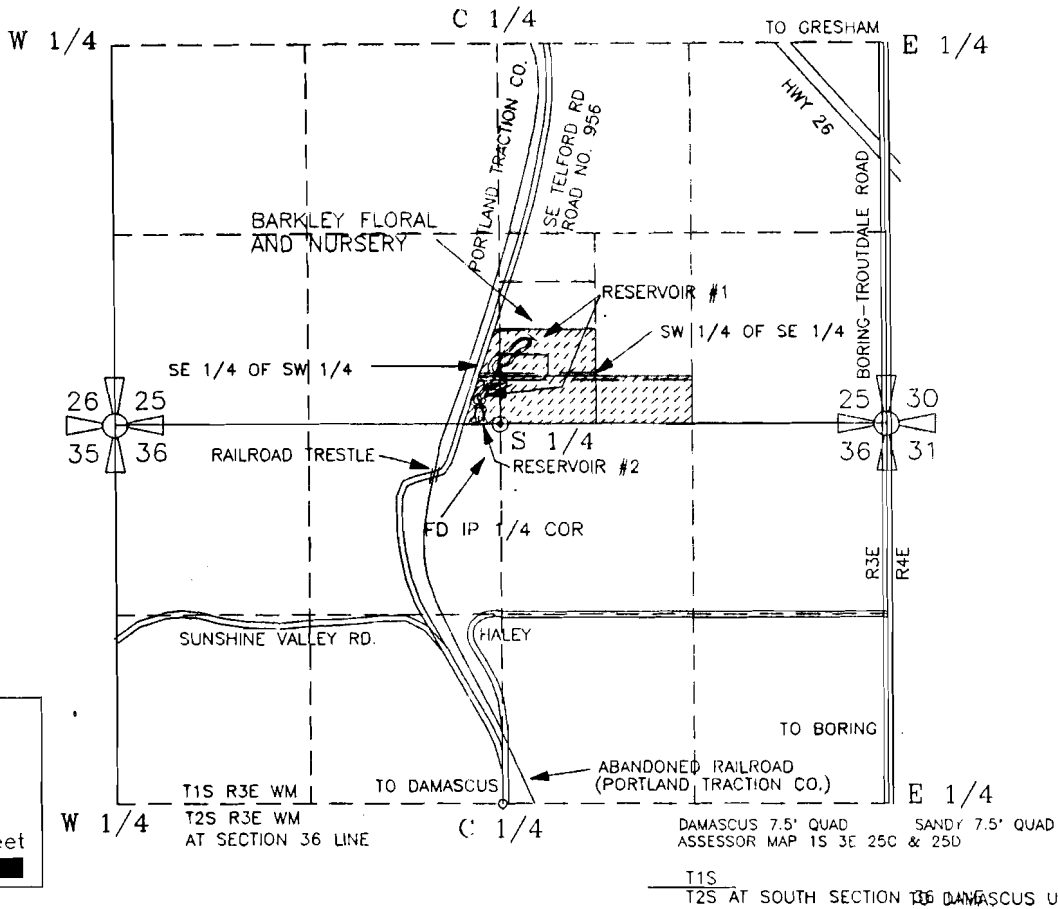 C 1/4
W 1/4
TO GRESHAM
E 1/4
HWY 26
PORTLAND TRACTION CO.
SE TELFORD RD
ROAD NO. 956
BORING-TROUTDALE ROAD
BARKLEY FLORAL
AND NURSERY
RESERVOIR #1
SW 1/4 OF SE 1/4
SE 1/4 OF SW 1/4
26 25
35 36
25 30
36 31
S 1/4
RAILROAD TRESTLE
RESERVOIR #2
FD IP 1/4 COR
R3E
R4E
SUNSHINE VALLEY RD.
HALEY
TO BORING
ABANDONED RAILROAD
(PORTLAND TRACTION CO.)
TO DAMASCUS
T1S R3E WM
T2S R3E WM
AT SECTION 36 LINE
W 1/4
C 1/4
E 1/4
DAMASCUS 7.5' QUAD
SANDY 7.5' QUAD
ASSESSOR MAP 1S 3E 25C & 25D
eet
T1S
T2S AT SOUTH SECTION
DAMASCUS U